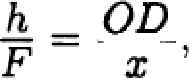 h/F = OD/x,